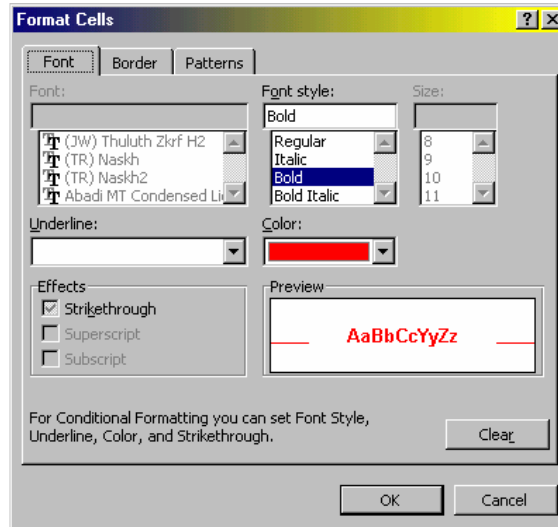 Format Cells
Font Border Patterns
Font: Font style: Size:
Bold
(JW) Thuluth Zkrf H2 Regular 8
(TR) Naskh Italic 9
(TR) Naskh2 Bold 10
Abadi MT Condensed Bold Italic 11
Underline: Color:
Effects Preview
Strikethrough
AaBbCcYyZz
Superscript
Subscript
For Conditional Formatting you can set Font Style,
Underline, Color, and Strikethrough.
Clear
OK Cancel